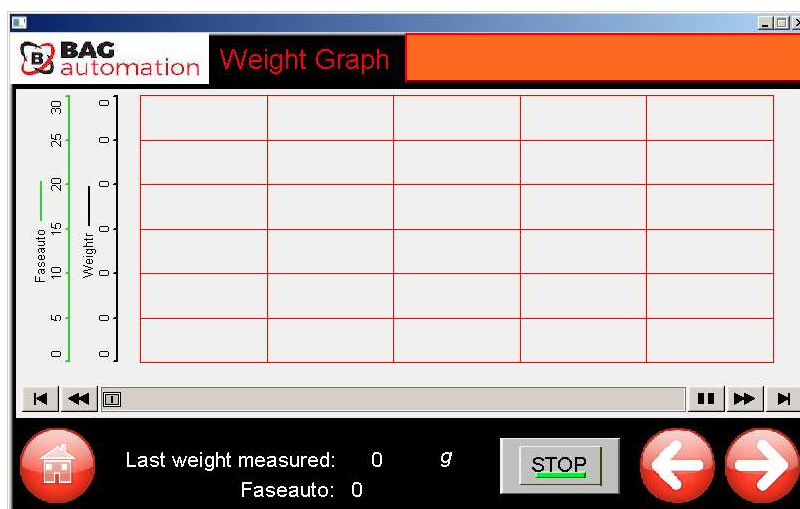 B BAG
automation
Weight Graph
30
25
20
15
10
5
0
Faseauto
0
0
0
0
0
0
0
Weightr
Last weight measured: 0 g
STOP
Faseauto: 0